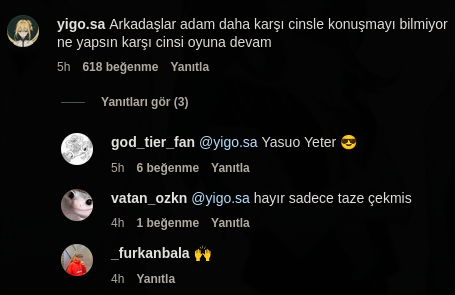 yigo.sa Arkadaşlar adam daha karşı cinsle konuşmayı bilmiyor
ne yapsın karşı cinsi oyuna devam
5h 618 beğenme Yanıtla
Yanıtları gör (3)
god_tier_fan @yigo.sa Yasuo Yeter 😎
5h 6 beğenme Yanıtla
vatan_ozkn @yigo.sa hayır sadece taze çekmis
4h 1 beğenme Yanıtla
_furkanbala 🙌
4h Yanıtla